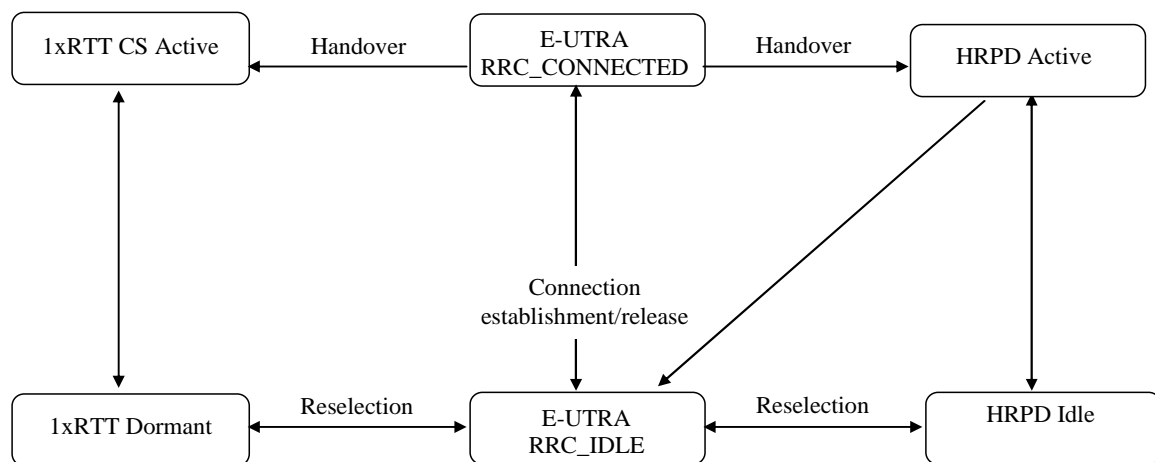 1xRTT CS Active
Handover
E-UTRA
RRC_CONNECTED
Handover
HRPD Active
Connection
establishment/release
1xRTT Dormant
Reselection
E-UTRA
RRC_IDLE
Reselection
HRPD Idle